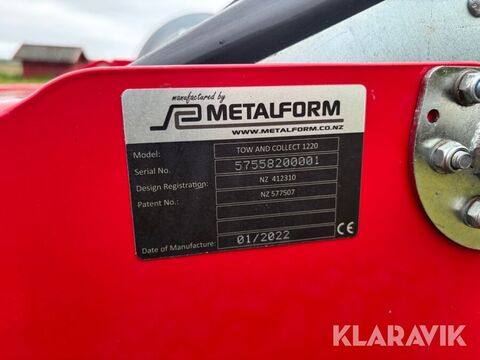 manufactured by
METALFORM
WWW.METALFORM.CO.NZ
Model: TOW AND COLLECT 1220
Serial No. 57558200001
Design Registration: NZ 412310
Patent No.: NZ 577507
Date of Manufacture: 01/2022
CE
KLARAVIK